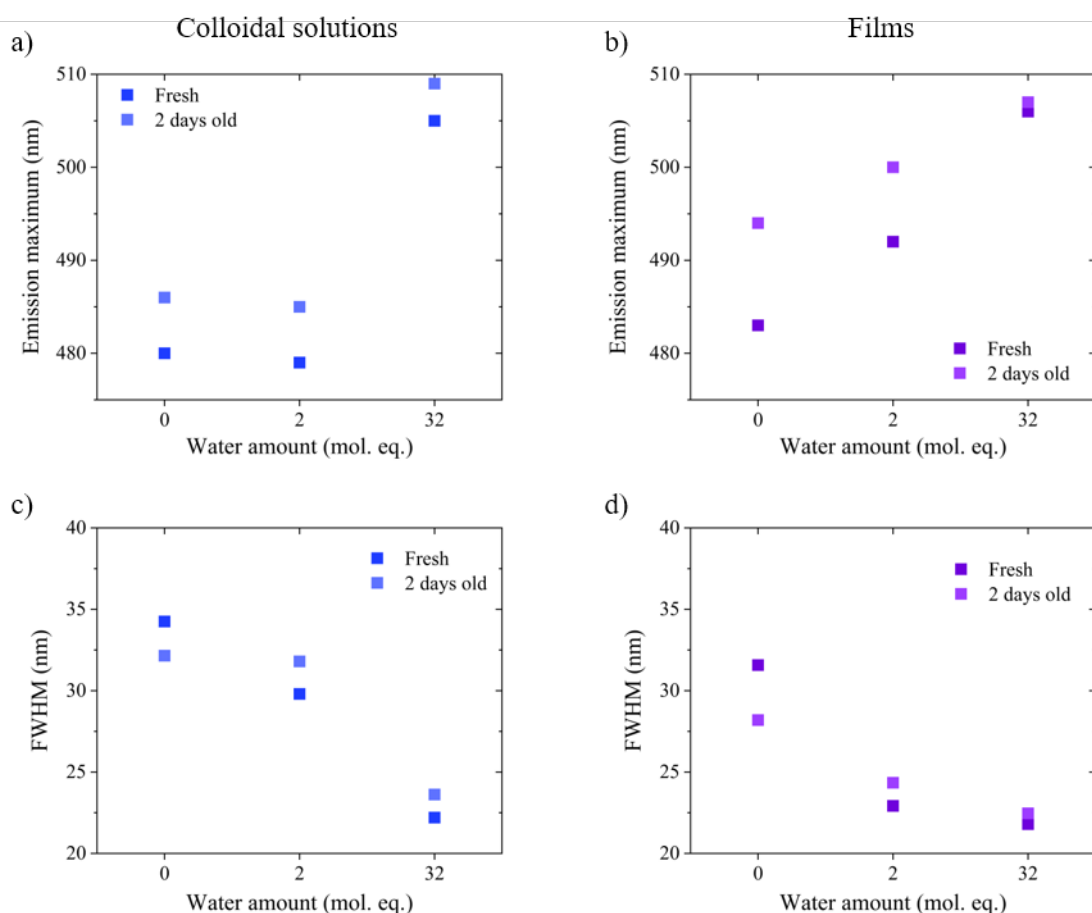 Colloidal solutions
Films
a)
510
500
490
480
Emission maximum (nm)
Fresh
2 days old
0
2
32
Water amount (mol. eq.)
b)
510
500
490
480
Emission maximum (nm)
Fresh
2 days old
0
2
32
Water amount (mol. eq.)
c)
40
35
30
25
20
FWHM (nm)
Fresh
2 days old
0
2
32
Water amount (mol. eq.)
d)
40
35
30
25
20
FWHM (nm)
Fresh
2 days old
0
2
32
Water amount (mol. eq.)